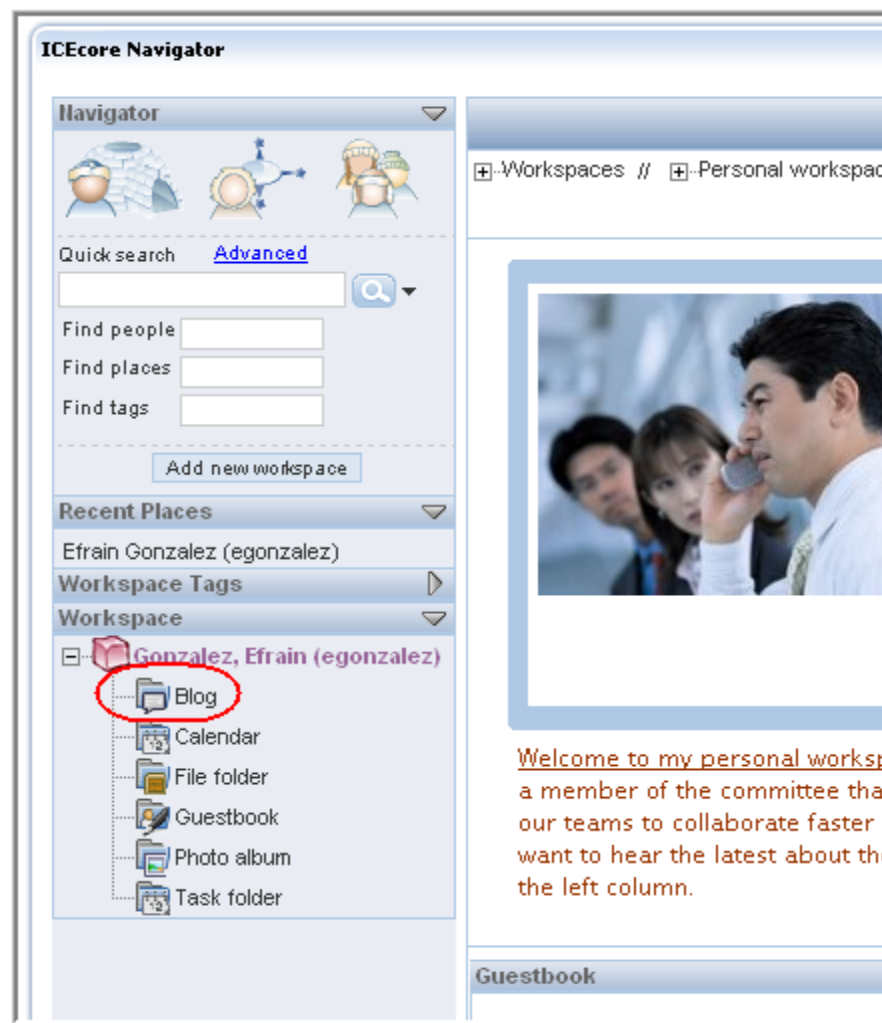 ICEcore Navigator
Navigator
Quick search Advanced
Find people
Find places
Find tags
Add new workspace
Recent Places
Efrain Gonzalez (egonzalez)
Workspace Tags
Workspace
Gonzalez, Efrain (egonzalez)
Blog
Calendar
File folder
Guestbook
Photo album
Task folder
Workspaces // Personal workspac
Welcome to my personal worksp
a member of the committee tha
our teams to collaborate faster
want to hear the latest about the
the left column.
Guestbook